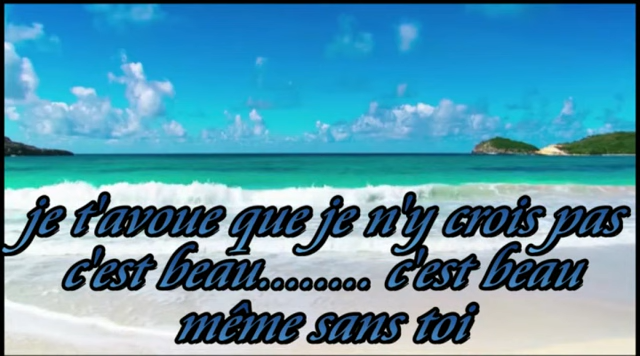 je t'avoue que je n'y crois pas
c'est beau........ c'est beau
même sans toi